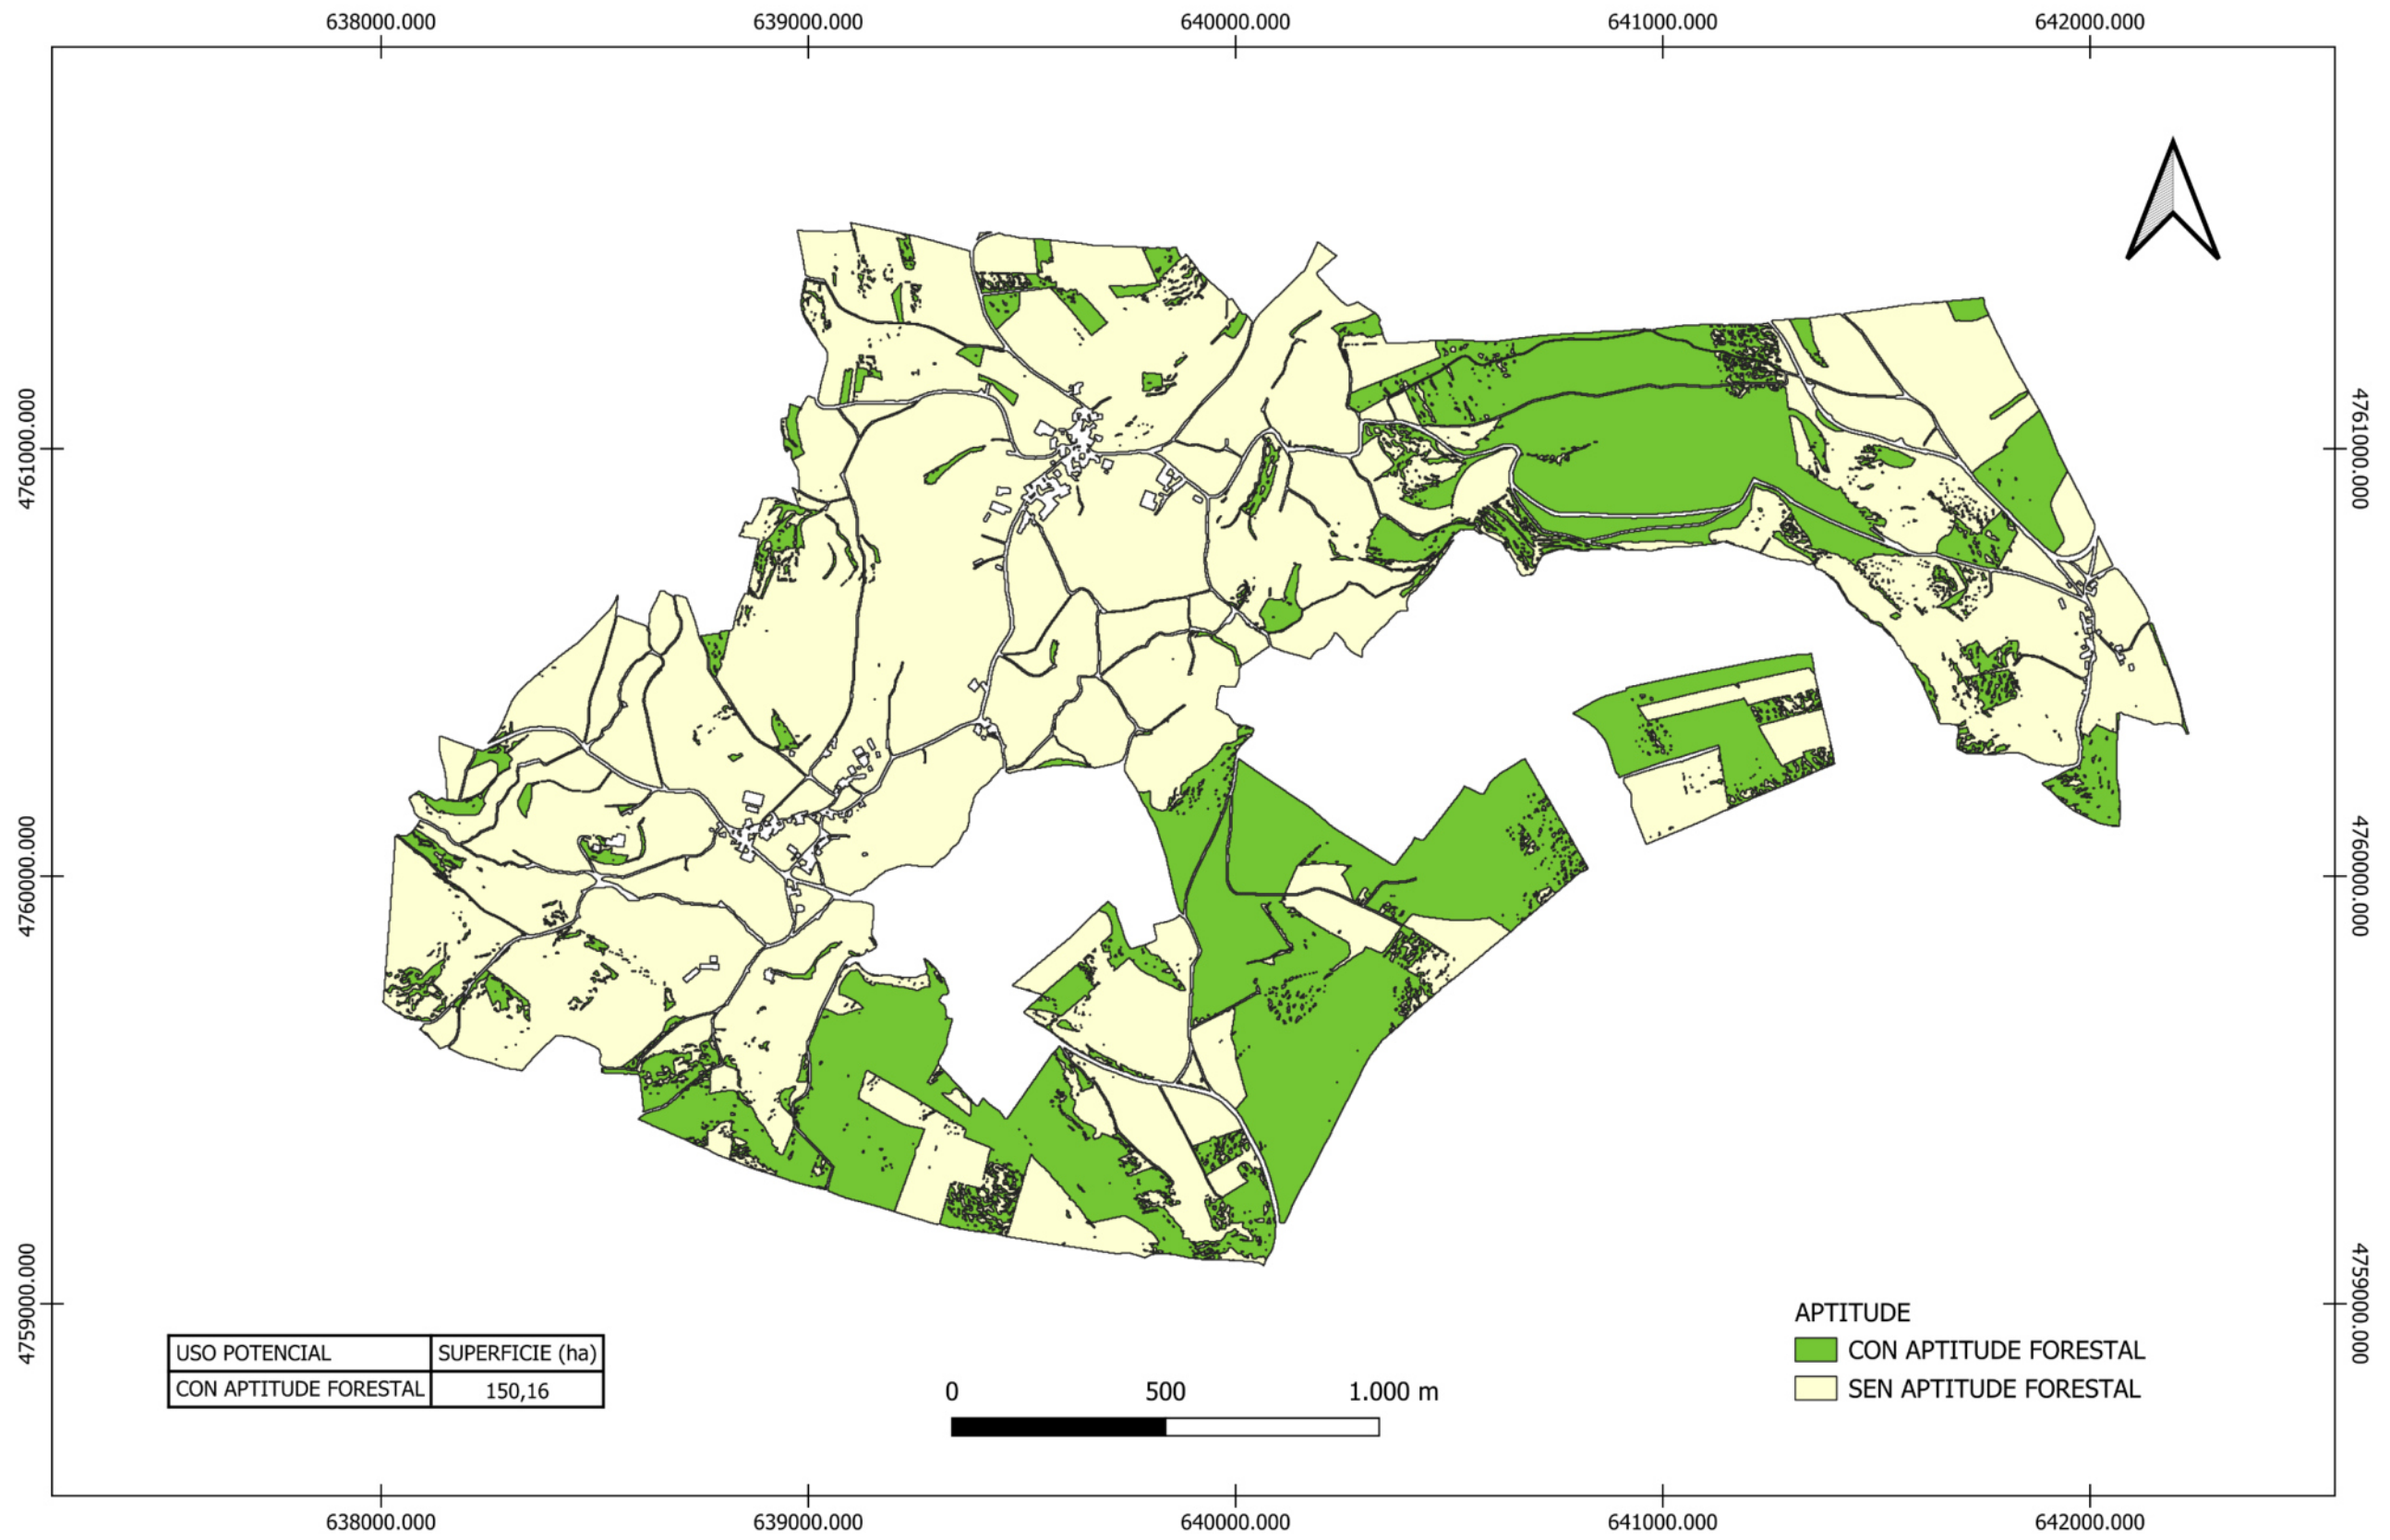 638000.000 639000.000 640000.000 641000.000 642000.000
4761000.000 4761000.000
4760000.000 4760000.000
4759000.000 4759000.000
USO POTENCIAL SUPERFICIE (ha)
CON APTITUDE FORESTAL 150,16
0 500 1.000 m
APTITUDE
CON APTITUDE FORESTAL
SEN APTITUDE FORESTAL
638000.000 639000.000 640000.000 641000.000 642000.000